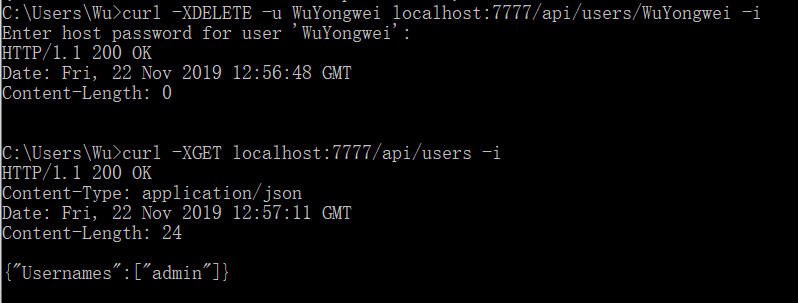 C:\Users\Wu>curl -XDELETE -u WuYongwei localhost:7777/api/users/WuYongwei -i
Enter host password for user 'WuYongwei':
HTTP/1.1 200 OK
Date: Fri, 22 Nov 2019 12:56:48 GMT
Content-Length: 0
C:\Users\Wu>curl -XGET localhost:7777/api/users -i
HTTP/1.1 200 OK
Content-Type: application/json
Date: Fri, 22 Nov 2019 12:57:11 GMT
Content-Length: 24
{"Usernames":["admin"]}